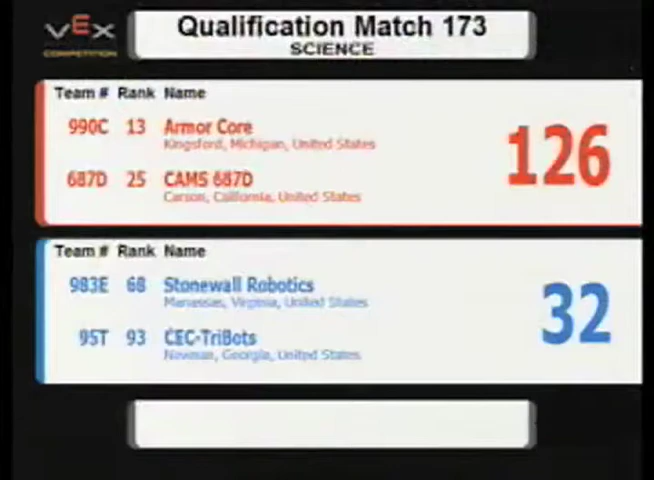 VEX
COMPETITION
Qualification Match 173
SCIENCE
Team # Rank Name
990C 13 Armor Core
Kingsford, Michigan, United States
126
687D 25 CAMS 687D
Carson, California, United States
Team # Rank Name
983E 68 Stonewall Robotics
Manassas, Virginia, United States
32
95T 93 CEC-TriBots
Newnan, Georgia, United States